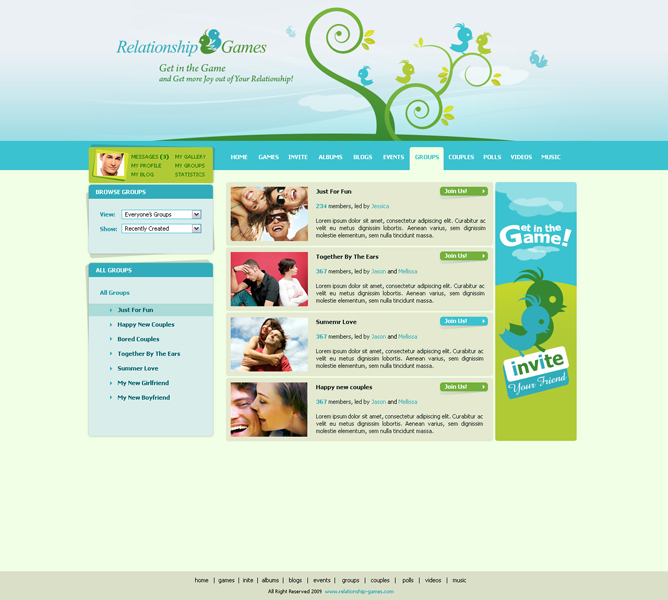 Relationship Games
Get in the Game
and Get more Joy out of Your Relationship!
MESSAGES (3) MY GALLERY
MY PROFILE MY GROUPS
MY BLOG STATISTICS
HOME GAMES INVITE ALBUMS BLOGS EVENTS GROUPS COUPLES POLLS VIDEOS MUSIC
BROWSE GROUPS
View: Everyone's Groups
Show: Recently Created
ALL GROUPS
All Groups
Just For Fun
Happy New Couples
Bored Couples
Together By The Ears
Summer Love
My New Girlfriend
My New Boyfriend
Just For Fun Join Us!
234 members, led by Jessica
Lorem ipsum dolor sit amet, consectetur adipiscing elit. Curabitur ac
velit eu metus dignissim lobortis. Aenean varius, sem dignissim
molestie elementum, sem nulla tincidunt massa.
Together By The Ears Join Us!
367 members, led by Jason and Melissa
Lorem ipsum dolor sit amet, consectetur adipiscing elit. Curabitur ac
velit eu metus dignissim lobortis. Aenean varius, sem dignissim
molestie elementum, sem nulla tincidunt massa.
Sumemr Love Join Us!
367 members, led by Jason and Melissa
Lorem ipsum dolor sit amet, consectetur adipiscing elit. Curabitur ac
velit eu metus dignissim lobortis. Aenean varius, sem dignissim
molestie elementum, sem nulla tincidunt massa.
Happy new couples Join Us!
367 members, led by Jason and Melissa
Lorem ipsum dolor sit amet, consectetur adipiscing elit. Curabitur ac
velit eu metus dignissim lobortis. Aenean varius, sem dignissim
molestie elementum, sem nulla tincidunt massa.
Get in the
Game!
invite
Your Friend
home | games | inite | albums | blogs | events | groups | couples | polls | videos | music
All Right Reserved 2009 www.relationship-games.com